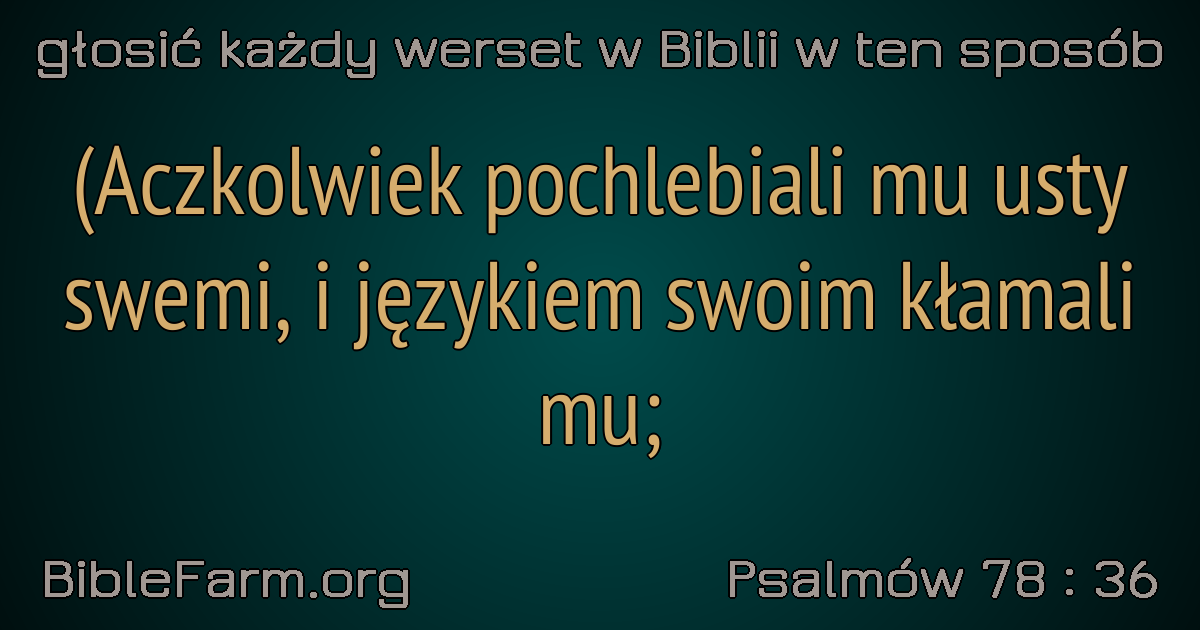 głosić każdy werset w Biblii w ten sposób
(Aczkolwiek pochlebiali mu usty
swemi, i językiem swoim kłamali
mu;
BibleFarm.org
Psalmów 78 : 36